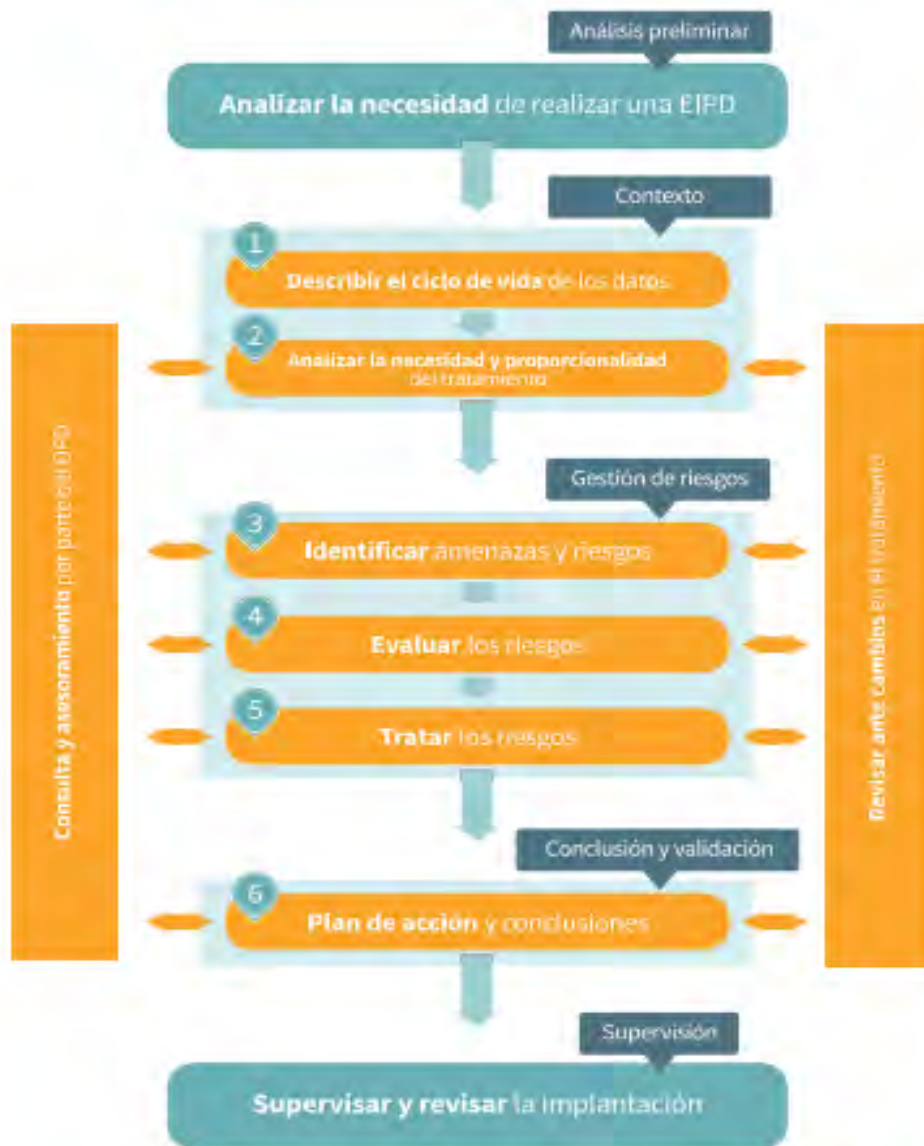 Análisis preliminar
Analizar la necesidad de realizar una EIPD
Contexto
1
Describir el ciclo de vida de los datos
2
Analizar la necesidad y proporcionalidad
del tratamiento
Gestión de riesgos
3
Identificar amenazas y riesgos
4
Evaluar los riesgos
5
Tratar los riesgos
Conclusión y validación
6
Plan de acción y conclusiones
Supervisión
Supervisar y revisar la implantación
Consulta y asesoramiento por parte del DPD
Revisar ante cambios en el tratamiento